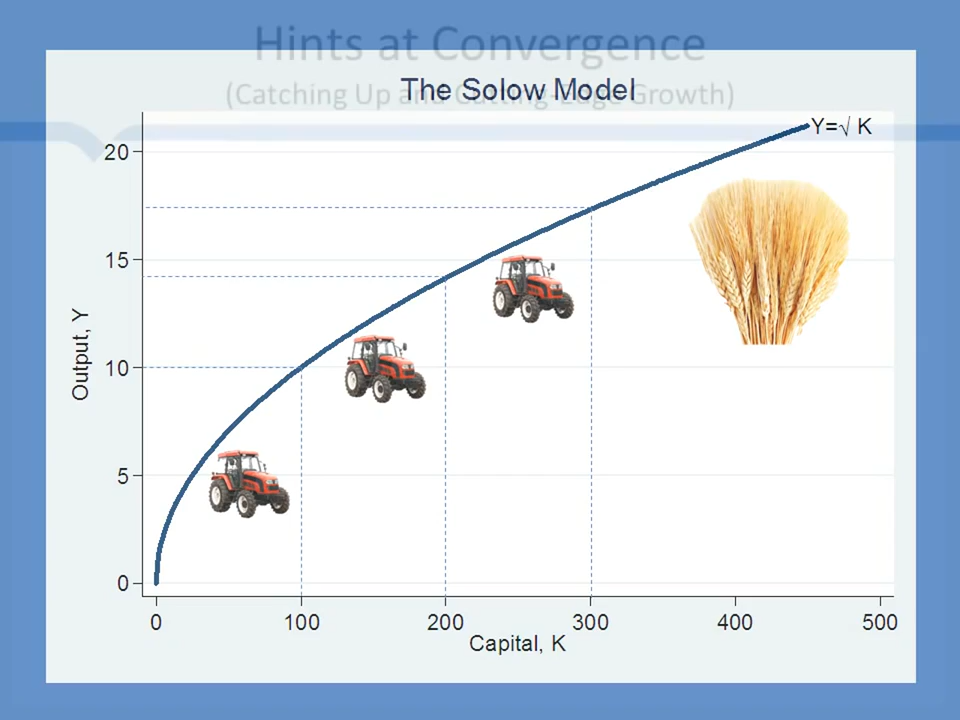 Hints at Convergence
(Catching Up and Cutting-Edge Growth)
The Solow Model
Y=√ K
20
15
10
5
0
Output, Y
0 100 200 300 400 500
Capital, K